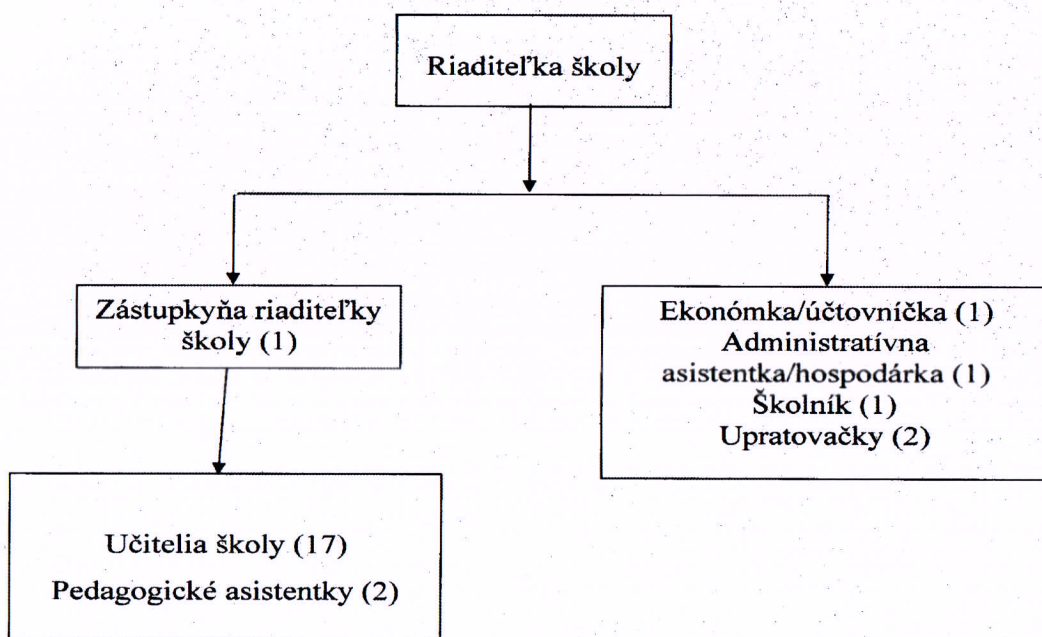 Riaditeľka školy
Zástupkyňa riaditeľky
školy (1)
Ekonómka/účtovníčka (1)
Administratívna
asistentka/hospodárka (1)
Školník (1)
Upratovačky (2)
Učitelia školy (17)
Pedagogické asistentky (2)